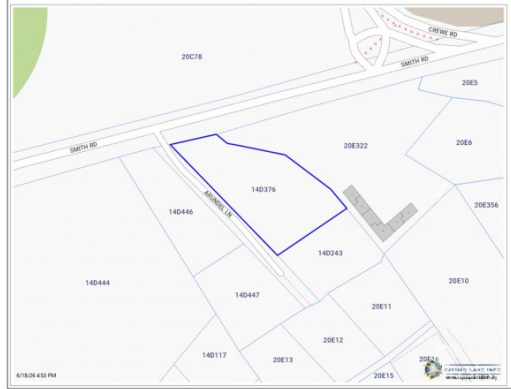 CREWE RD
20C78
SMITH RD
20E5
20E322
20E6
SMITH RD
14D376
ARUNDEL LN
20E356
14D446
14D243
14D444
20E10
14D447
20E11
20E12
14D117
20E13
20E15
CAYMAN LAND INFO
6/18/26 4:53 PM